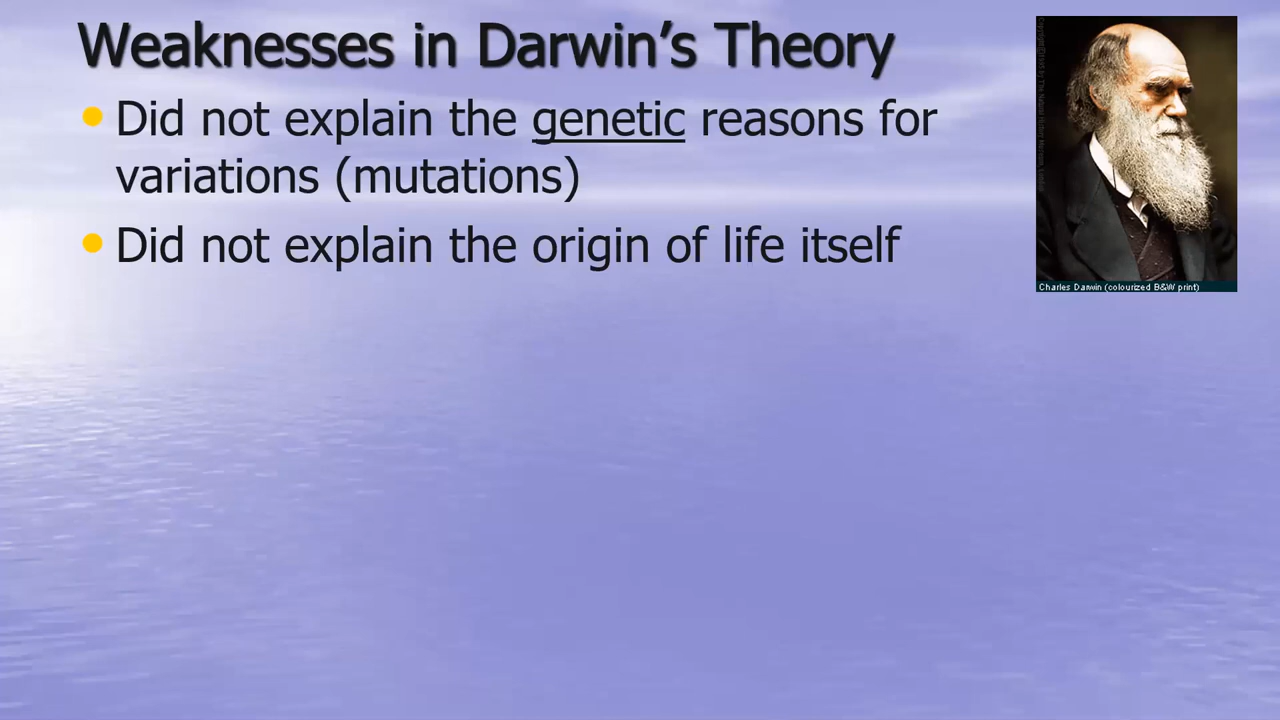 Weaknesses in Darwin's Theory
Did not explain the genetic reasons for
variations (mutations)
Did not explain the origin of life itself
Charles Darwin (colourized B&W print)